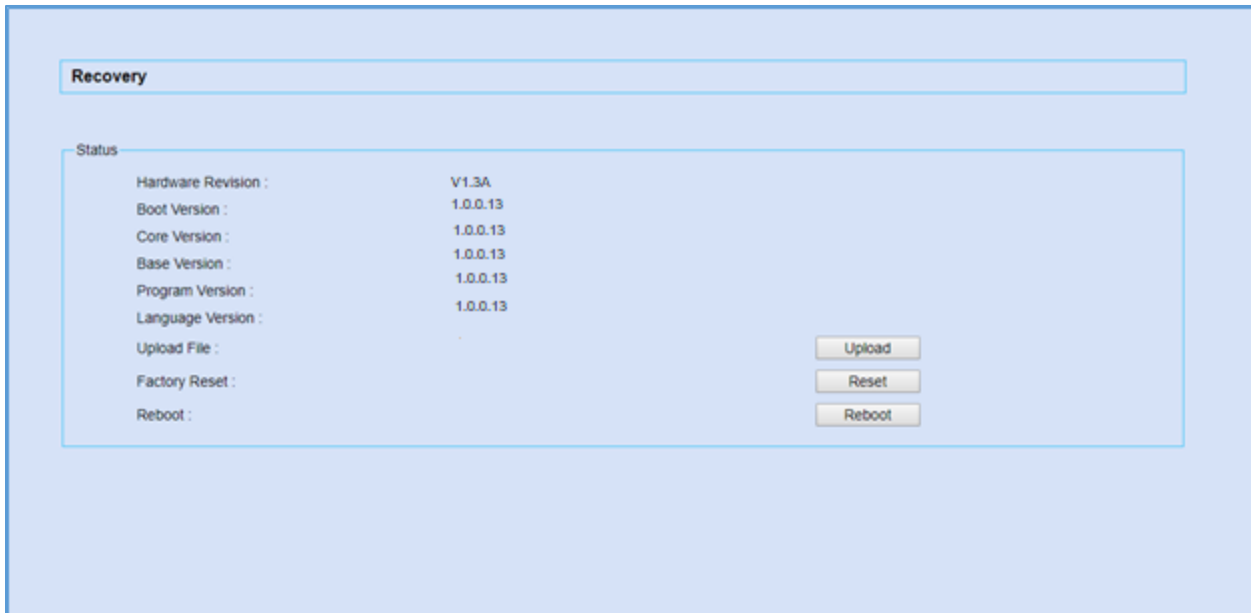 Recovery
Status
Hardware Revision : V1.3A
Boot Version : 1.0.0.13
Core Version : 1.0.0.13
Base Version : 1.0.0.13
Program Version : 1.0.0.13
Language Version : 1.0.0.13
Upload File : Upload
Factory Reset : Reset
Reboot : Reboot